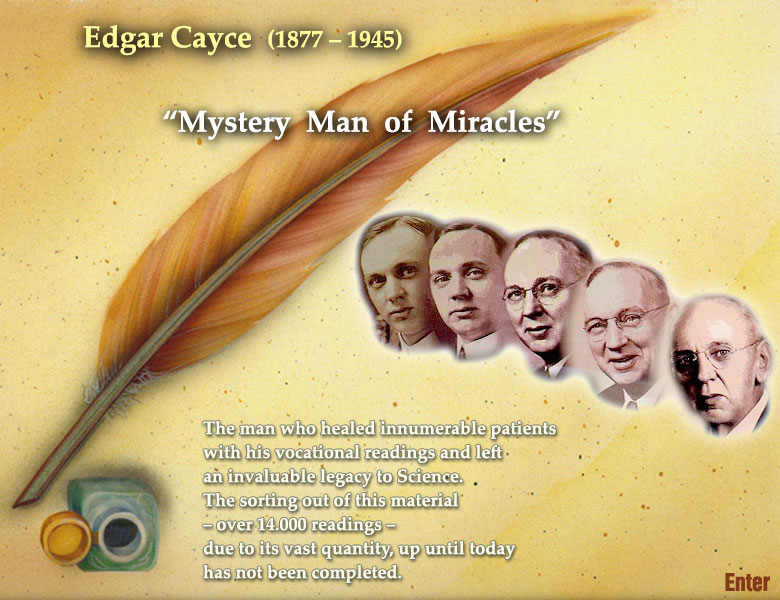 Edgar Cayce (1877 – 1945)
“Mystery Man of Miracles”
The man who healed innumerable patients
with his vocational readings and left
an invaluable legacy to Science.
The sorting out of this material
– over 14.000 readings –
due to its vast quantity, up until today
has not been completed.
Enter